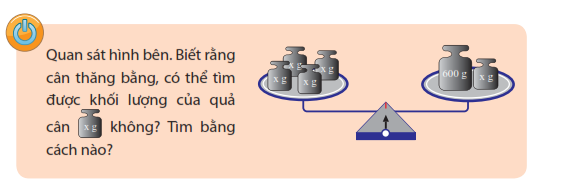 Quan sát hình bên. Biết rằng
cân thăng bằng, có thể tìm
được khối lượng của quả
cân x g không? Tìm bằng
cách nào?
x g
x g x g
x g
600 g x g